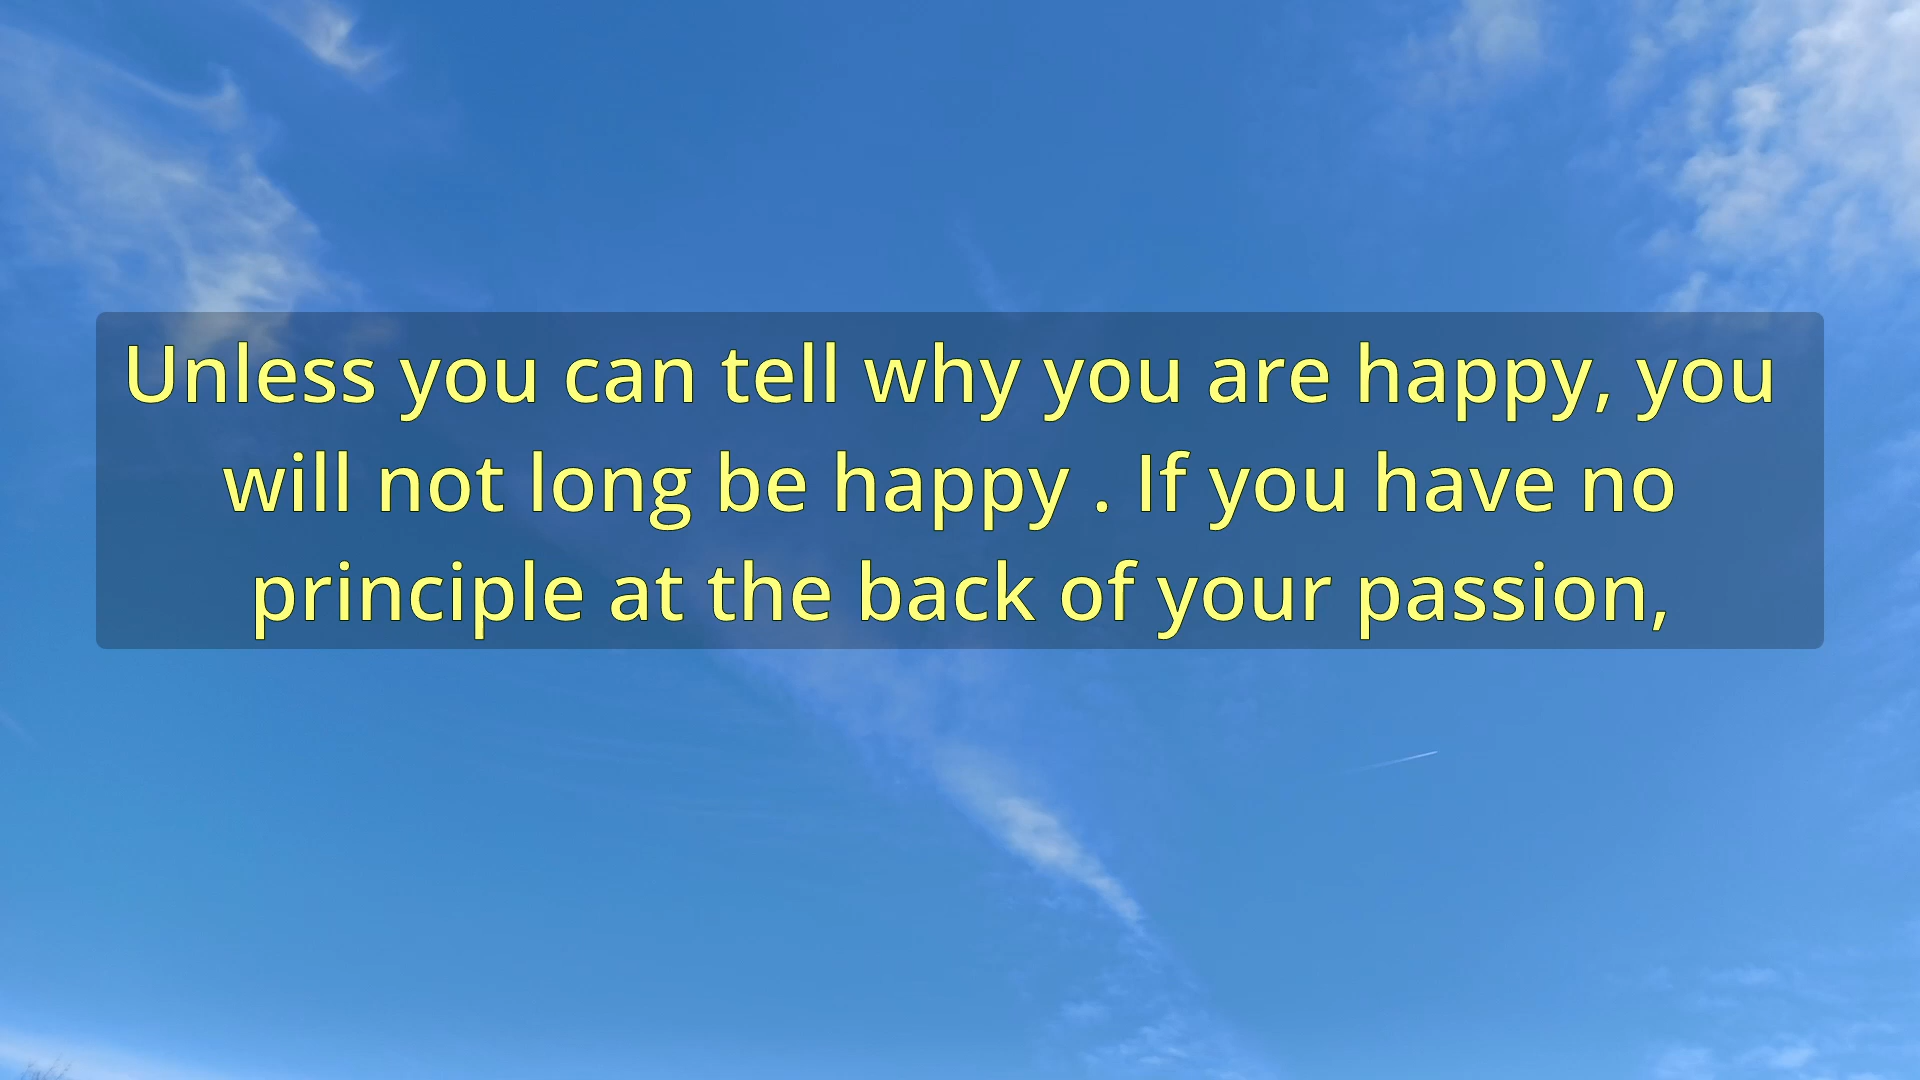 Unless you can tell why you are happy, you
will not long be happy . If you have no
principle at the back of your passion,